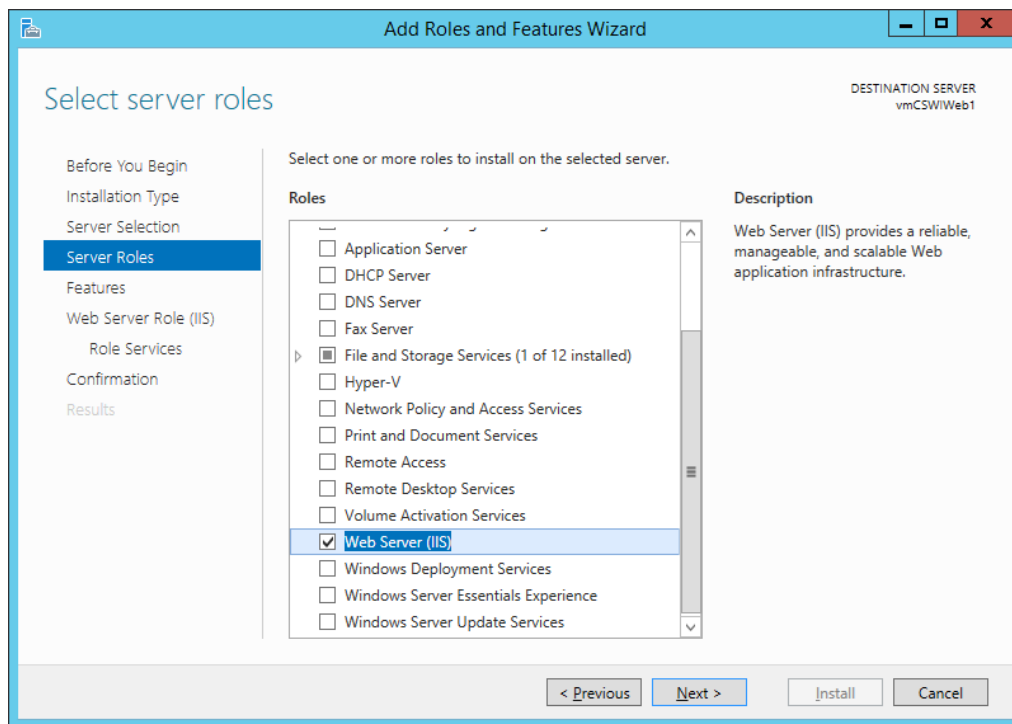 Add Roles and Features Wizard
Select server roles
DESTINATION SERVER
vmCSWIWeb1
Before You Begin
Installation Type
Server Selection
Server Roles
Features
Web Server Role (IIS)
Role Services
Confirmation
Results
Select one or more roles to install on the selected server.
Roles
Application Server
DHCP Server
DNS Server
Fax Server
File and Storage Services (1 of 12 installed)
Hyper-V
Network Policy and Access Services
Print and Document Services
Remote Access
Remote Desktop Services
Volume Activation Services
Web Server (IIS)
Windows Deployment Services
Windows Server Essentials Experience
Windows Server Update Services
Description
Web Server (IIS) provides a reliable,
manageable, and scalable Web
application infrastructure.
< Previous
Next >
Install
Cancel